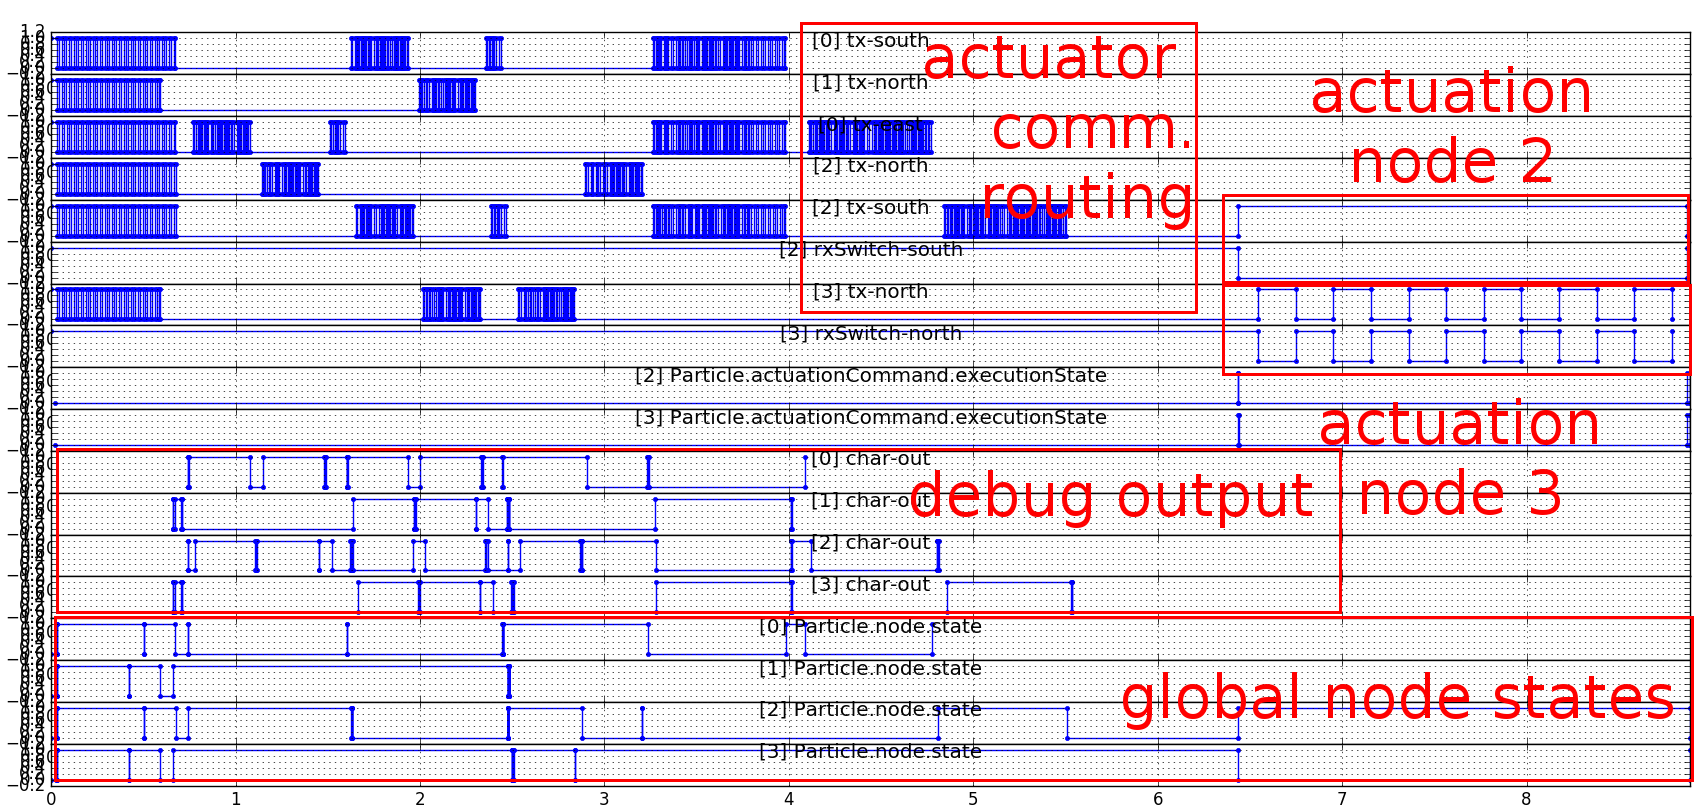 1.2
[0] tx-south
actuator
[1] tx-north
actuation
[0] tx-east
comm.
[2] tx-north
node 2
[2] tx-south
routing
[2] rxSwitch-south
[3] tx-north
[3] rxSwitch-north
[2] Particle.actuationCommand.executionState
[3] Particle.actuationCommand.executionState
actuation
[0] char-out
debug output
node 3
[1] char-out
[2] char-out
[3] char-out
[0] Particle.node.state
[1] Particle.node.state
global node states
[2] Particle.node.state
[3] Particle.node.state
−0.2
0 1 2 3 4 5 6 7 8